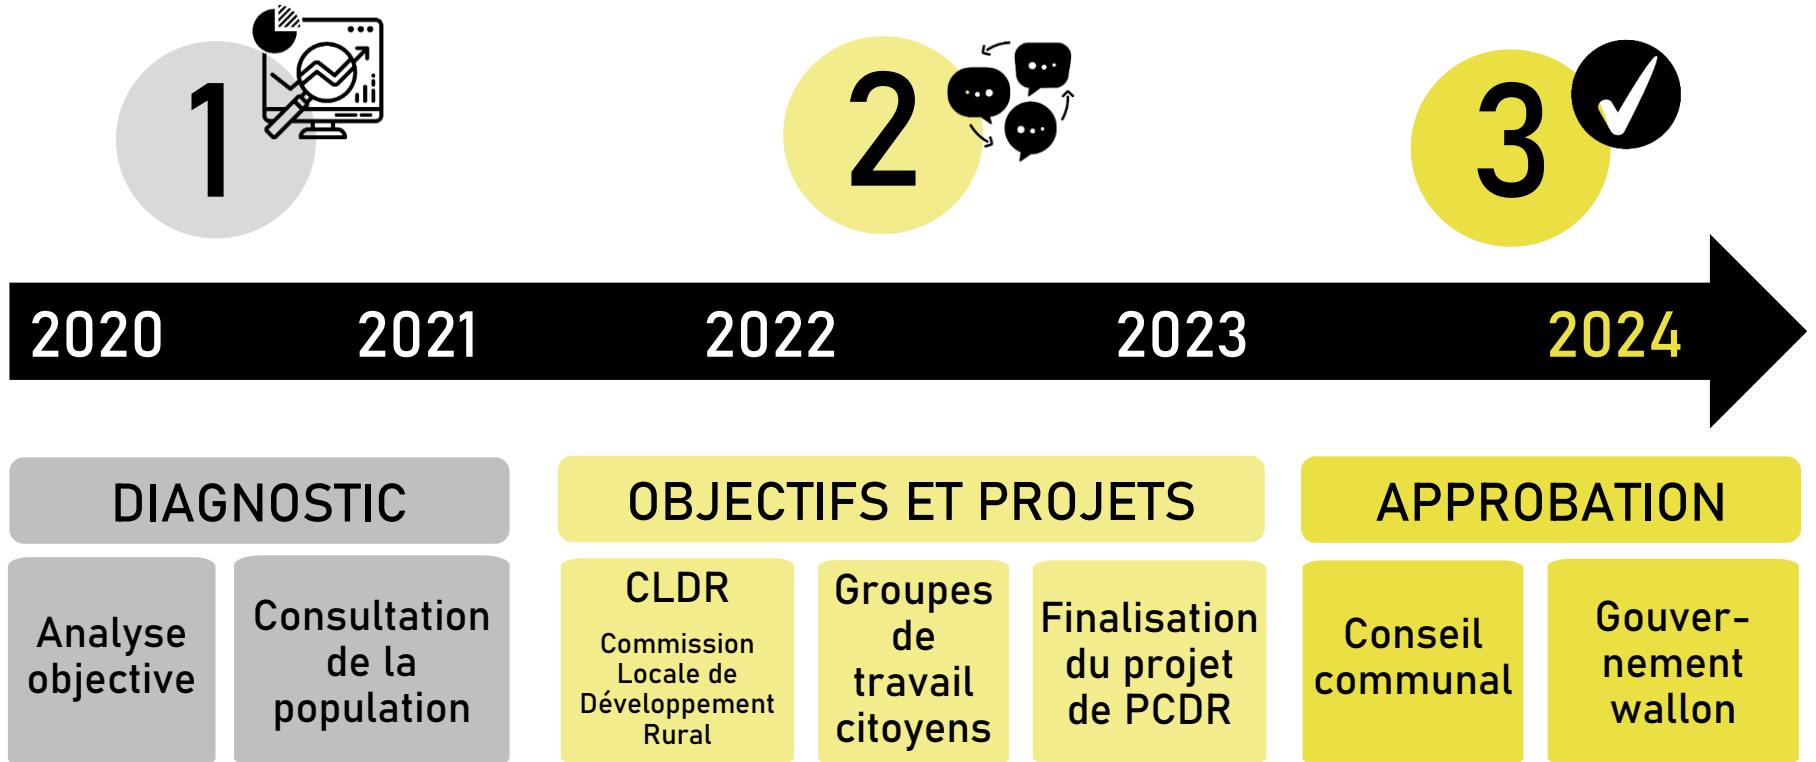 1
2
3
2020
2021
2022
2023
2024
DIAGNOSTIC
OBJECTIFS ET PROJETS
APPROBATION
Analyse
objective
Consultation
de la
population
CLDR
Commission
Locale de
Développement
Rural
Groupes
de
travail
citoyens
Finalisation
du projet
de PCDR
Conseil
communal
Gouver-
nement
wallon